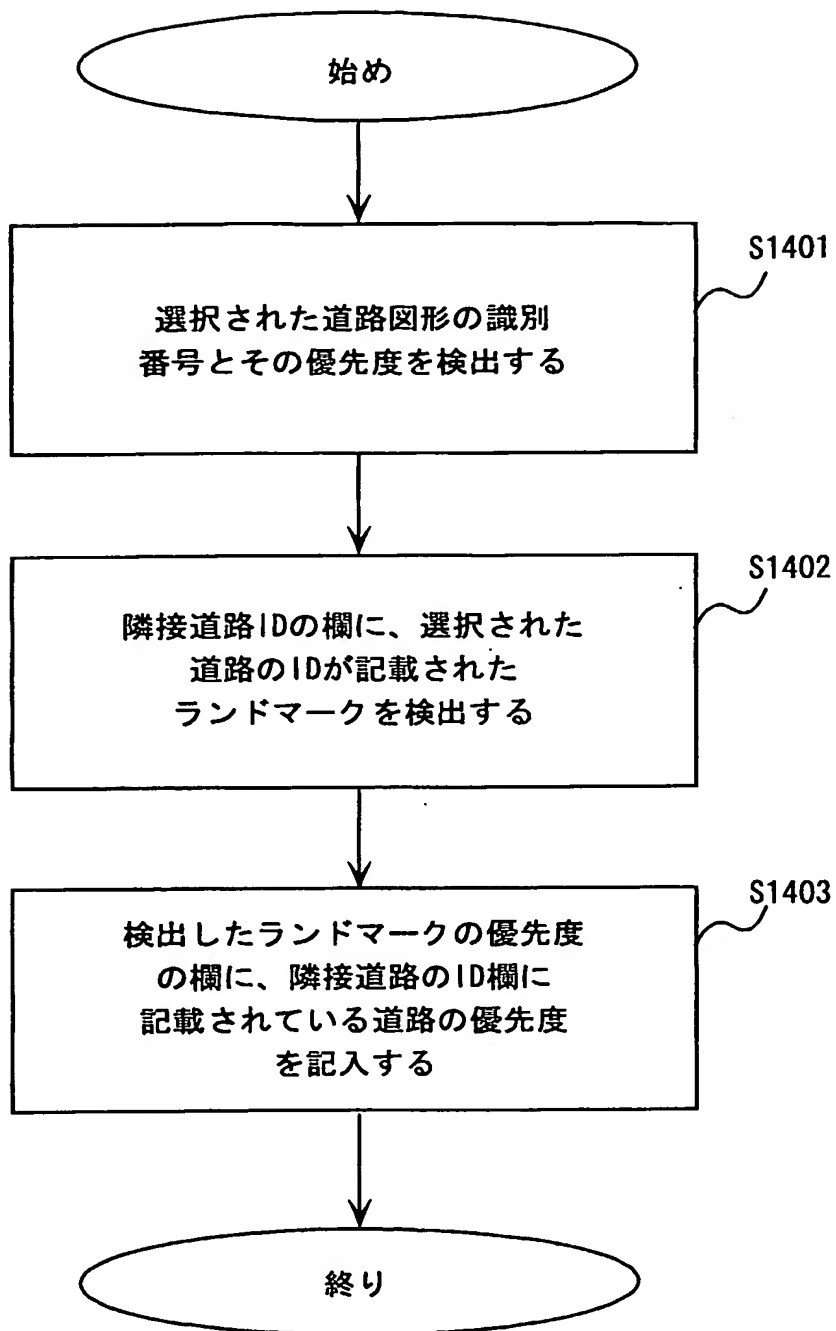 始め
S1401
選択された道路図形の識別
番号とその優先度を検出する
S1402
隣接道路IDの欄に、選択された
道路のIDが記載された
ランドマークを検出する
S1403
検出したランドマークの優先度
の欄に、隣接道路のID欄に
記載されている道路の優先度
を記入する
終り